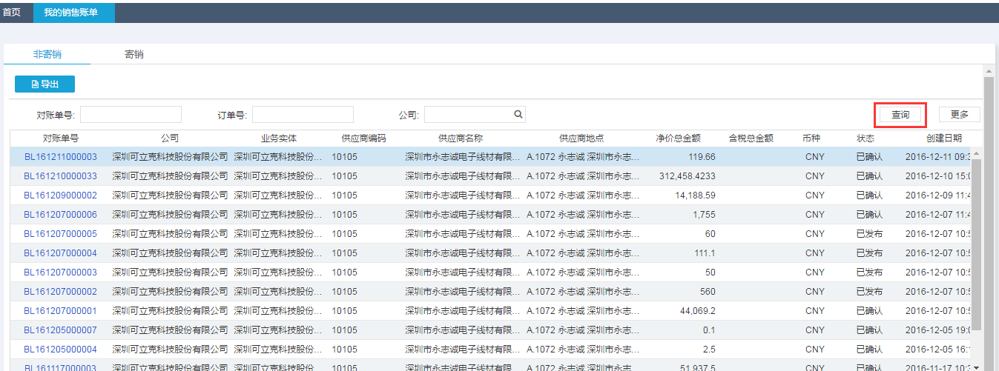 首页 我的销售账单
非寄销 寄销
导出
对账单号: 订单号: 公司: 查询 更多
对账单号 公司 业务实体 供应商编码 供应商名称 供应商地点 净价总金额 含税总金额 币种 状态 创建日期
BL161211000003 深圳可立克科技股份有限公司 深圳可立克科技股份... 10105 深圳市永志诚电子线材有限... A.1072 永志诚 深圳市永志... 119.66 CNY 已确认 2016-12-11 09:3
BL161210000033 深圳可立克科技股份有限公司 深圳可立克科技股份... 10105 深圳市永志诚电子线材有限... A.1072 永志诚 深圳市永志... 312,458.4233 CNY 已确认 2016-12-10 15:0
BL161209000002 深圳可立克科技股份有限公司 深圳可立克科技股份... 10105 深圳市永志诚电子线材有限... A.1072 永志诚 深圳市永志... 14,188.59 CNY 已确认 2016-12-09 11:4
BL161207000006 深圳可立克科技股份有限公司 深圳可立克科技股份... 10105 深圳市永志诚电子线材有限... A.1072 永志诚 深圳市永志... 1,755 CNY 已确认 2016-12-07 11:4
BL161207000005 深圳可立克科技股份有限公司 深圳可立克科技股份... 10105 深圳市永志诚电子线材有限... A.1072 永志诚 深圳市永志... 60 CNY 已发布 2016-12-07 10:5
BL161207000004 深圳可立克科技股份有限公司 深圳可立克科技股份... 10105 深圳市永志诚电子线材有限... A.1072 永志诚 深圳市永志... 111.1 CNY 已发布 2016-12-07 10:5
BL161207000003 深圳可立克科技股份有限公司 深圳可立克科技股份... 10105 深圳市永志诚电子线材有限... A.1072 永志诚 深圳市永志... 50 CNY 已发布 2016-12-07 10:5
BL161207000002 深圳可立克科技股份有限公司 深圳可立克科技股份... 10105 深圳市永志诚电子线材有限... A.1072 永志诚 深圳市永志... 560 CNY 已发布 2016-12-07 10:5
BL161207000001 深圳可立克科技股份有限公司 深圳可立克科技股份... 10105 深圳市永志诚电子线材有限... A.1072 永志诚 深圳市永志... 44,069.2 CNY 已确认 2016-12-07 10:5
BL161205000007 深圳可立克科技股份有限公司 深圳可立克科技股份... 10105 深圳市永志诚电子线材有限... A.1072 永志诚 深圳市永志... 0.1 CNY 已确认 2016-12-05 19:0
BL161205000004 深圳可立克科技股份有限公司 深圳可立克科技股份... 10105 深圳市永志诚电子线材有限... A.1072 永志诚 深圳市永志... 2.5 CNY 已确认 2016-12-05 16:1
BL161117000003 深圳可立克科技股份有限公司 深圳可立克科技股份... 10105 深圳市永志诚电子线材有限... A.1072 永志诚 深圳市永志... 51,937.5 CNY 已确认 2016-11-17 10:3